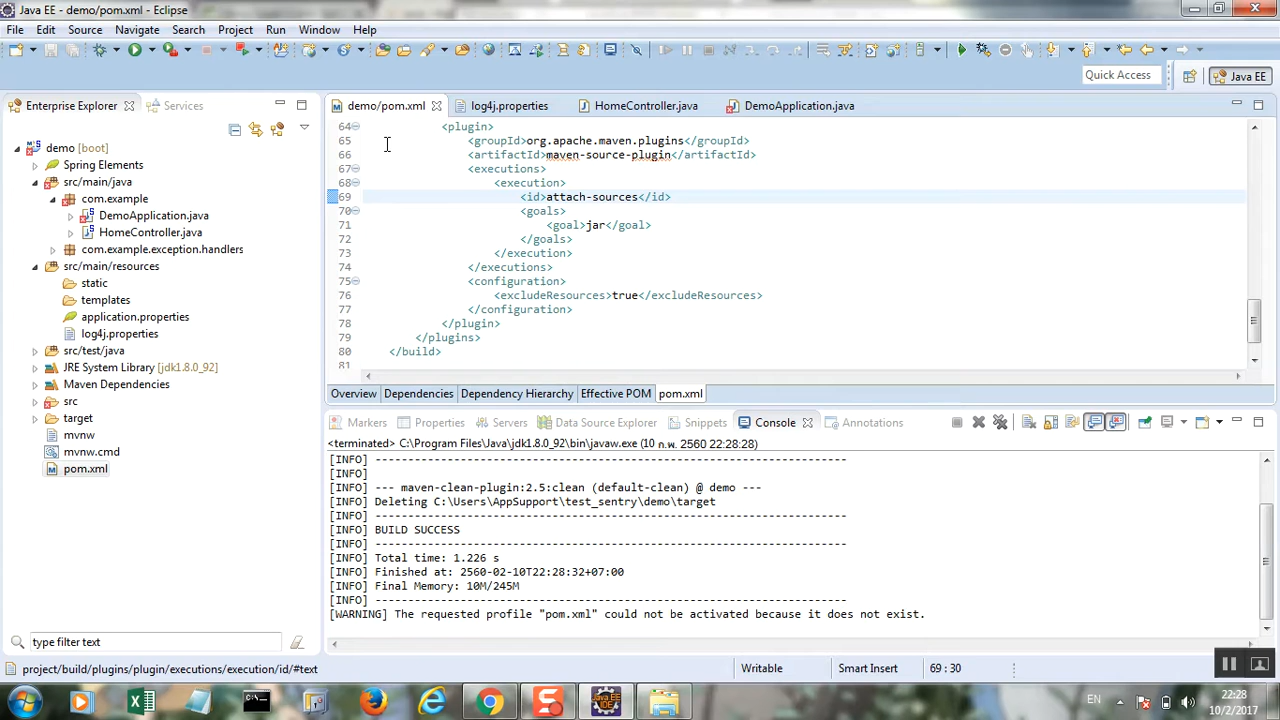 Java EE - demo/pom.xml - Eclipse
File Edit Source Navigate Search Project Run Window Help
Quick Access
Java EE
Enterprise Explorer
Services
demo [boot]
Spring Elements
src/main/java
com.example
DemoApplication.java
HomeController.java
com.example.exception.handlers
src/main/resources
static
templates
application.properties
log4j.properties
src/test/java
JRE System Library [jdk1.8.0_92]
Maven Dependencies
src
target
mvnw
mvnw.cmd
pom.xml
type filter text
demo/pom.xml
log4j.properties
HomeController.java
DemoApplication.java
64 <plugin>
65 <groupId>org.apache.maven.plugins</groupId>
66 <artifactId>maven-source-plugin</artifactId>
67 <executions>
68 <execution>
69 <id>attach-sources</id>
70 <goals>
71 <goal>jar</goal>
72 </goals>
73 </execution>
74 </executions>
75 <configuration>
76 <excludeResources>true</excludeResources>
77 </configuration>
78 </plugin>
79 </plugins>
80 </build>
81
Overview Dependencies Dependency Hierarchy Effective POM pom.xml
Markers Properties Servers Data Source Explorer Snippets Console Annotations
<terminated> C:\Program Files\Java\jdk1.8.0_92\bin\javaw.exe (10 ก.พ. 2560 22:28:28)
[INFO] ------------------------------------------------------------------------
[INFO]
[INFO] --- maven-clean-plugin:2.5:clean (default-clean) @ demo ---
[INFO] Deleting C:\Users\AppSupport\test_sentry\demo\target
[INFO] ------------------------------------------------------------------------
[INFO] BUILD SUCCESS
[INFO] ------------------------------------------------------------------------
[INFO] Total time: 1.226 s
[INFO] Finished at: 2560-02-10T22:28:32+07:00
[INFO] Final Memory: 10M/245M
[INFO] ------------------------------------------------------------------------
[WARNING] The requested profile "pom.xml" could not be activated because it does not exist.
project/build/plugins/plugin/executions/execution/id/#text
Writable
Smart Insert
69 : 30
Java EE
IDE
EN
22:28
10/2/2017